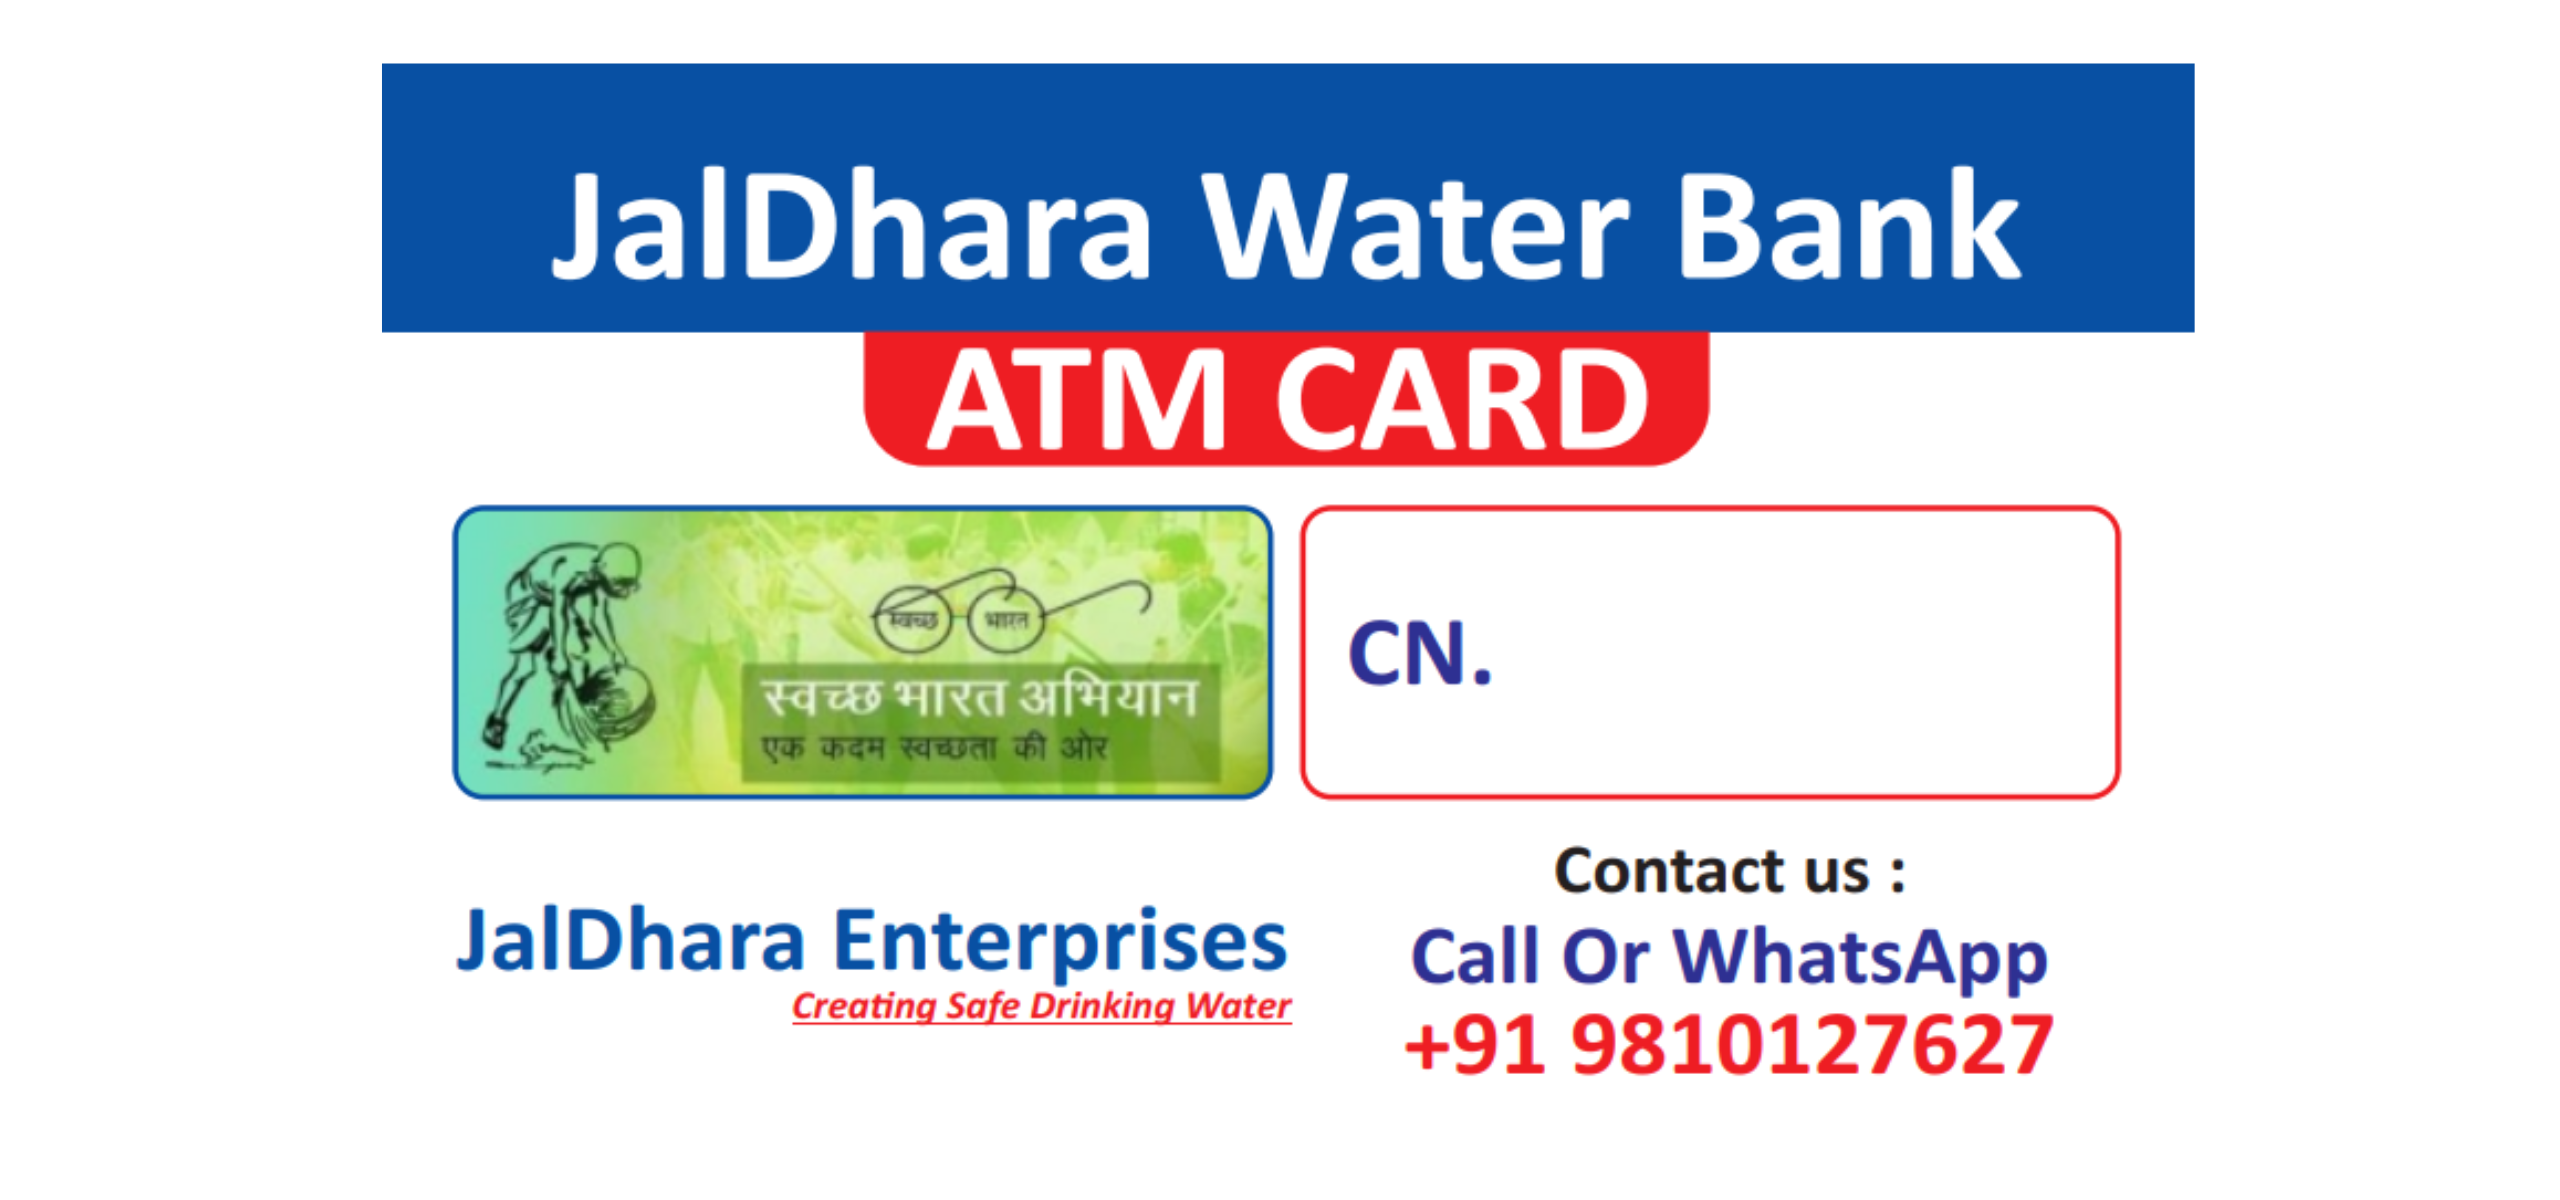 JalDhara Water Bank
ATM CARD
स्वच्छ भारत
स्वच्छ भारत अभियान
एक कदम स्वच्छता की ओर
CN.
JalDhara Enterprises
Creating Safe Drinking Water
Contact us :
Call Or WhatsApp
+91 9810127627